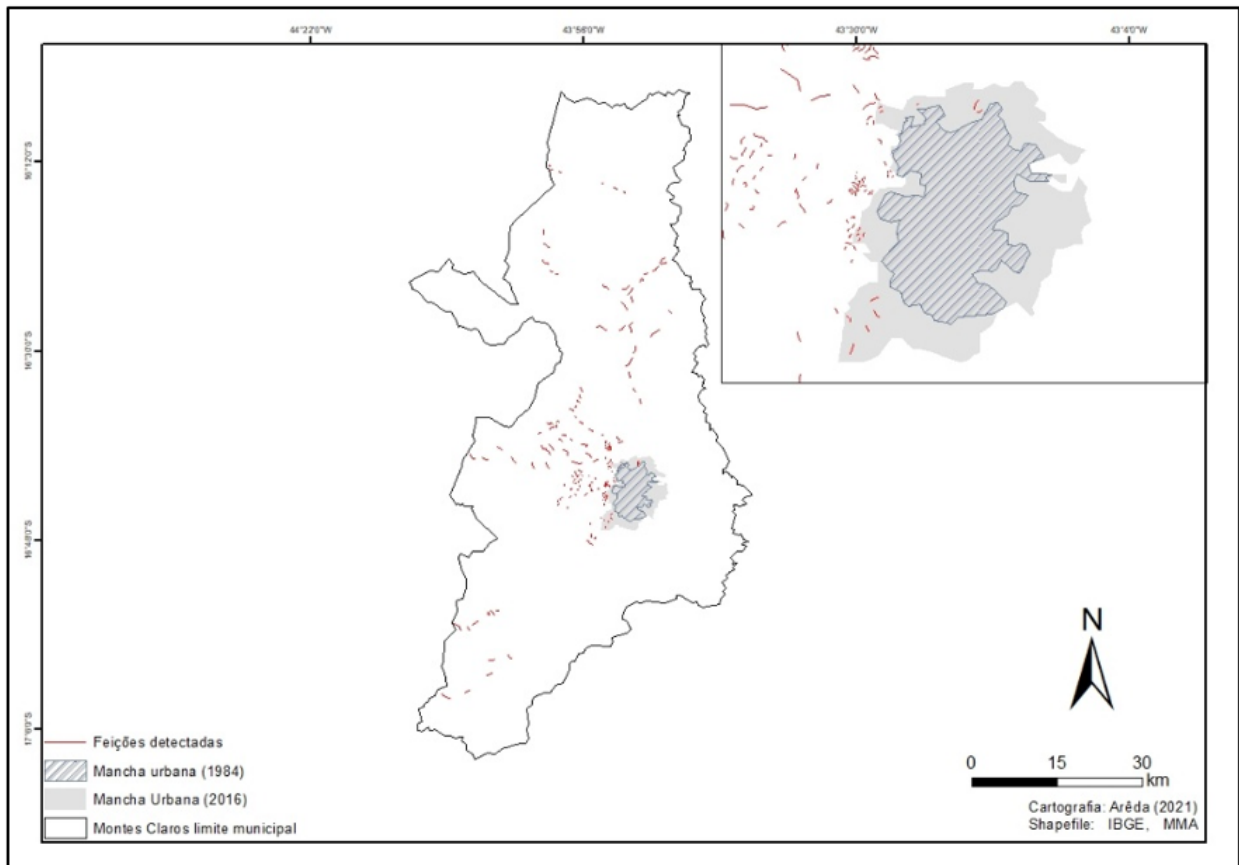 44°22'0"W
43°56'0"W
43°30'0"W
43°4'0"W
16°12'0"S
16°30'0"S
16°48'0"S
17°6'0"S
N
Feições detectadas
Mancha urbana (1984)
Mancha Urbana (2016)
Montes Claros limite municipal
0 15 30
km
Cartografia: Arêda (2021)
Shapefile: IBGE, MMA